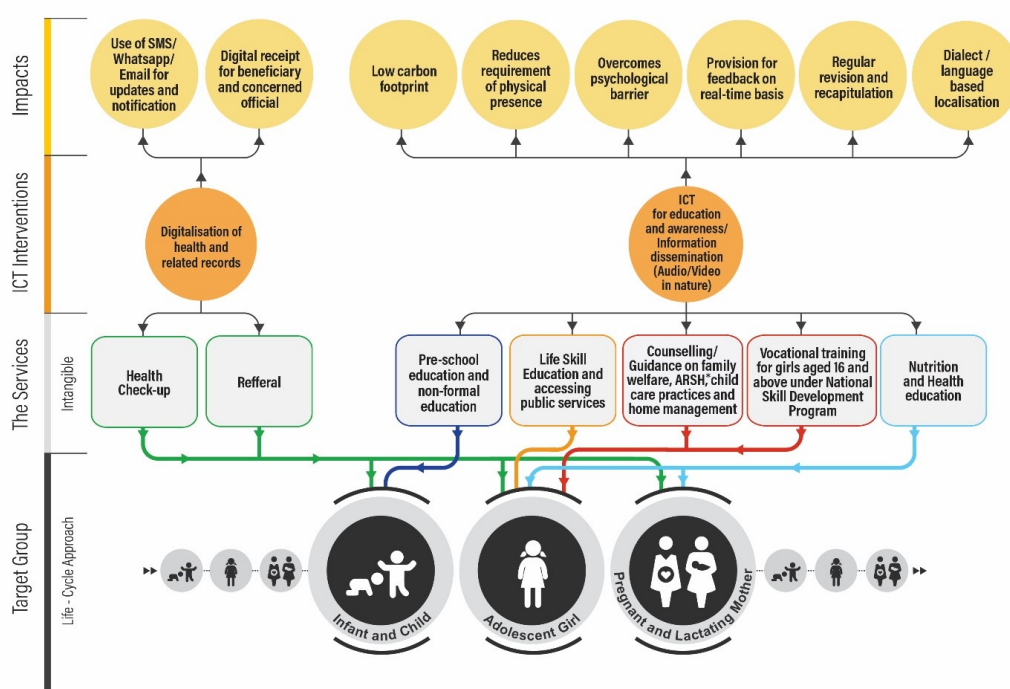 Impacts
Use of SMS/
Whatsapp/
Email for
updates and
notification
Digital receipt
for beneficiary
and concerned
official
Low carbon
footprint
Reduces
requirement
of physical
presence
Overcomes
psychological
barrier
Provision for
feedback on
real-time basis
Regular
revision and
recapitulation
Dialect /
language
based
localisation
ICT Interventions
Digitalisation of
health and
related records
ICT
for education
and awareness/
Information
dissemination
(Audio/Video
in nature)
The Services
Intangible
Health
Check-up
Refferal
Pre-school
education and
non-formal
education
Life Skill
Education and
accessing
public services
Counselling/
Guidance on family
welfare, ARSH,*child
care practices and
home management
Vocational training
for girls aged 16 and
above under National
Skill Development
Program
Nutrition
and Health
education
Target Group
Life - Cycle Approach
Infant and Child
Adolescent Girl
Pregnant and Lactating Mother